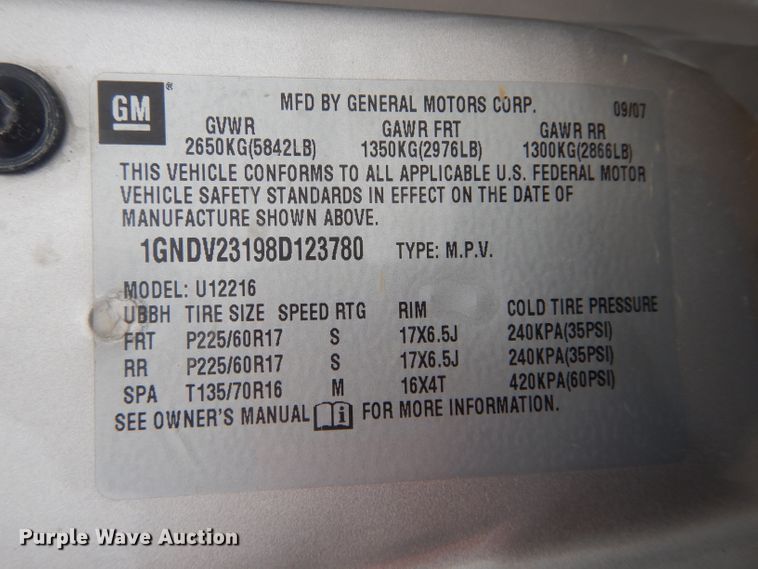 GM ®
MFD BY GENERAL MOTORS CORP. 09/07
GVWR GAWR FRT GAWR RR
2650KG(5842LB) 1350KG(2976LB) 1300KG(2866LB)
THIS VEHICLE CONFORMS TO ALL APPLICABLE U.S. FEDERAL MOTOR
VEHICLE SAFETY STANDARDS IN EFFECT ON THE DATE OF
MANUFACTURE SHOWN ABOVE.
1GNDV23198D123780 TYPE: M.P.V.
MODEL: U12216
UBBH TIRE SIZE SPEED RTG RIM COLD TIRE PRESSURE
FRT P225/60R17 S 17X6.5J 240KPA(35PSI)
RR P225/60R17 S 17X6.5J 240KPA(35PSI)
SPA T135/70R16 M 16X4T 420KPA(60PSI)
SEE OWNER'S MANUAL i FOR MORE INFORMATION.
Purple Wave Auction